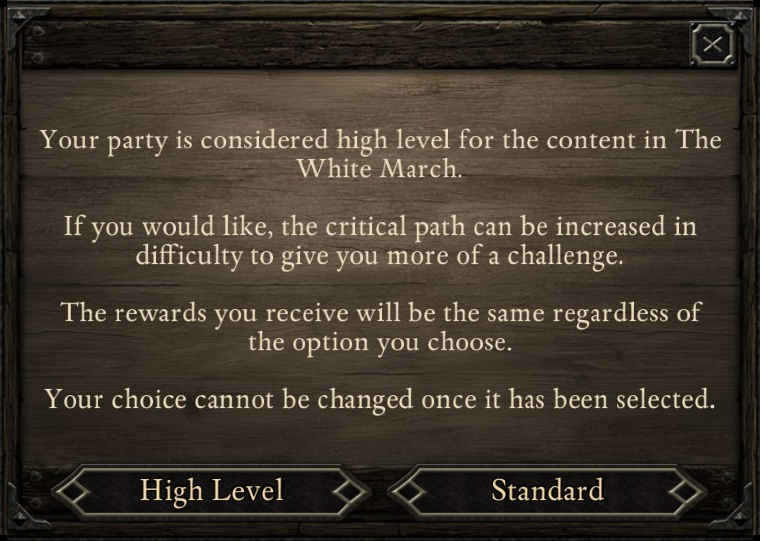 Your party is considered high level for the content in The
White March.
If you would like, the critical path can be increased in
difficulty to give you more of a challenge.
The rewards you receive will be the same regardless of
the option you choose.
Your choice cannot be changed once it has been selected.
High Level
Standard